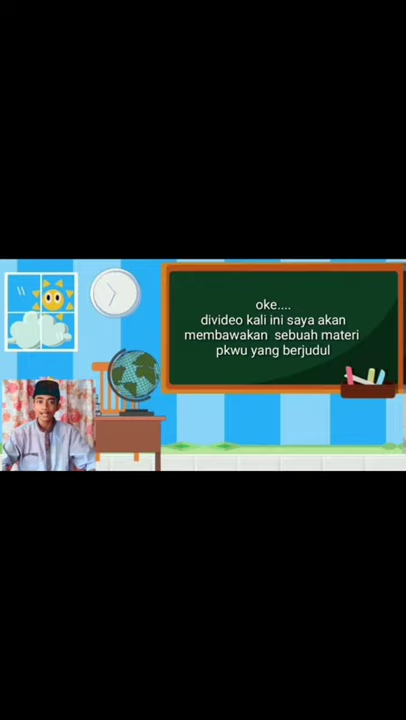 oke....
divideo kali ini saya akan
membawakan sebuah materi
pkwu yang berjudul